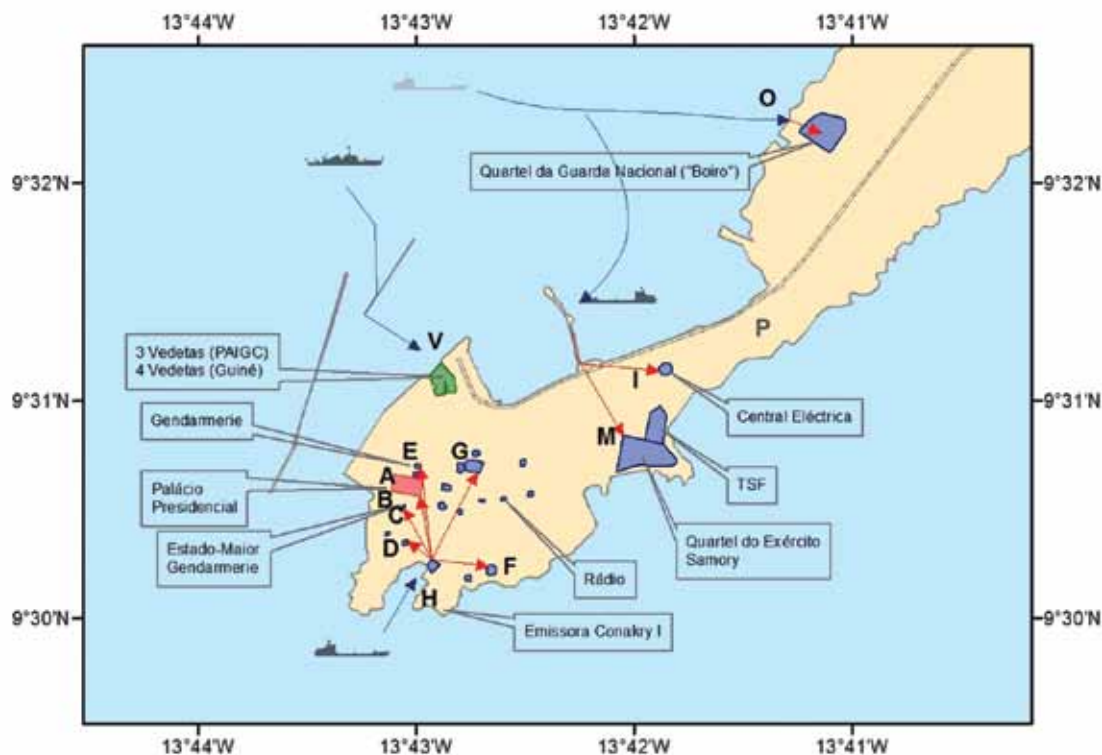 13°44'W 13°43'W 13°42'W 13°41'W
O
Quartel da Guarda Nacional ("Boiro")
9°32'N 9°32'N
P
V
3 Vedetas (PAIGC)
4 Vedetas (Guiné)
I
9°31'N 9°31'N
Central Eléctrica
Gendarmerie
M
E G
A
TSF
Palácio
Presidencial
B
C
Estado-Maior
Gendarmerie
Quartel do Exército
Samory
D
F
Rádio
H
9°30'N 9°30'N
Emissora Conakry I
13°44'W 13°43'W 13°42'W 13°41'W